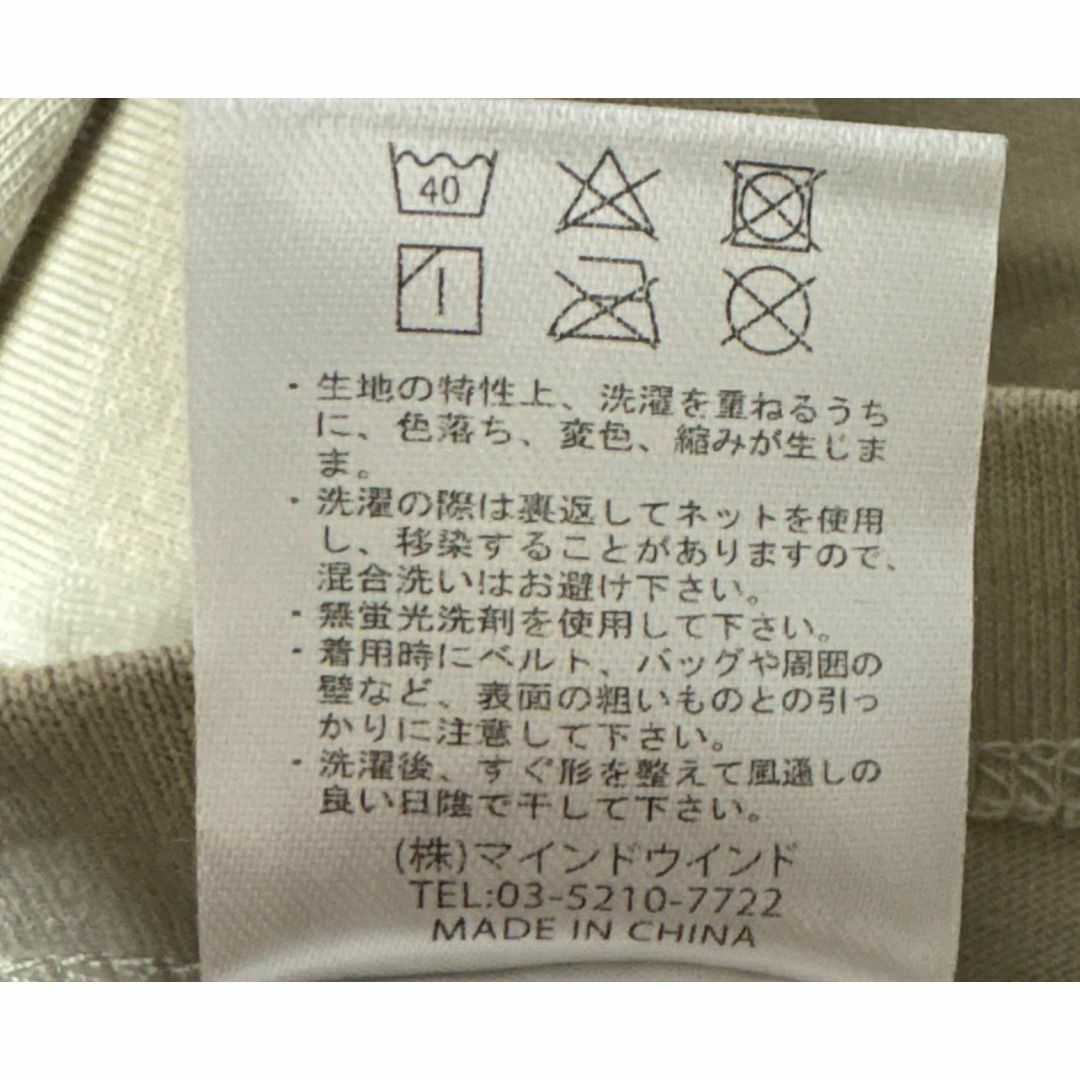 40
・生地の特性上、洗濯を重ねるうち
に、色落ち、変色、縮みが生じま
ま。
・洗濯の際は裏返してネットを使用
し、移染することがありますので、
混合洗いはお避け下さい。
・無蛍光洗剤を使用して下さい。
・着用時にベルト、バッグや周囲の
壁など、表面の粗いものとの引っ
かりに注意して下さい。
・洗濯後、すぐ形を整えて風通しの
良い日陰で干して下さい。
(株)マインドウインド
TEL:03-5210-7722
MADE IN CHINA